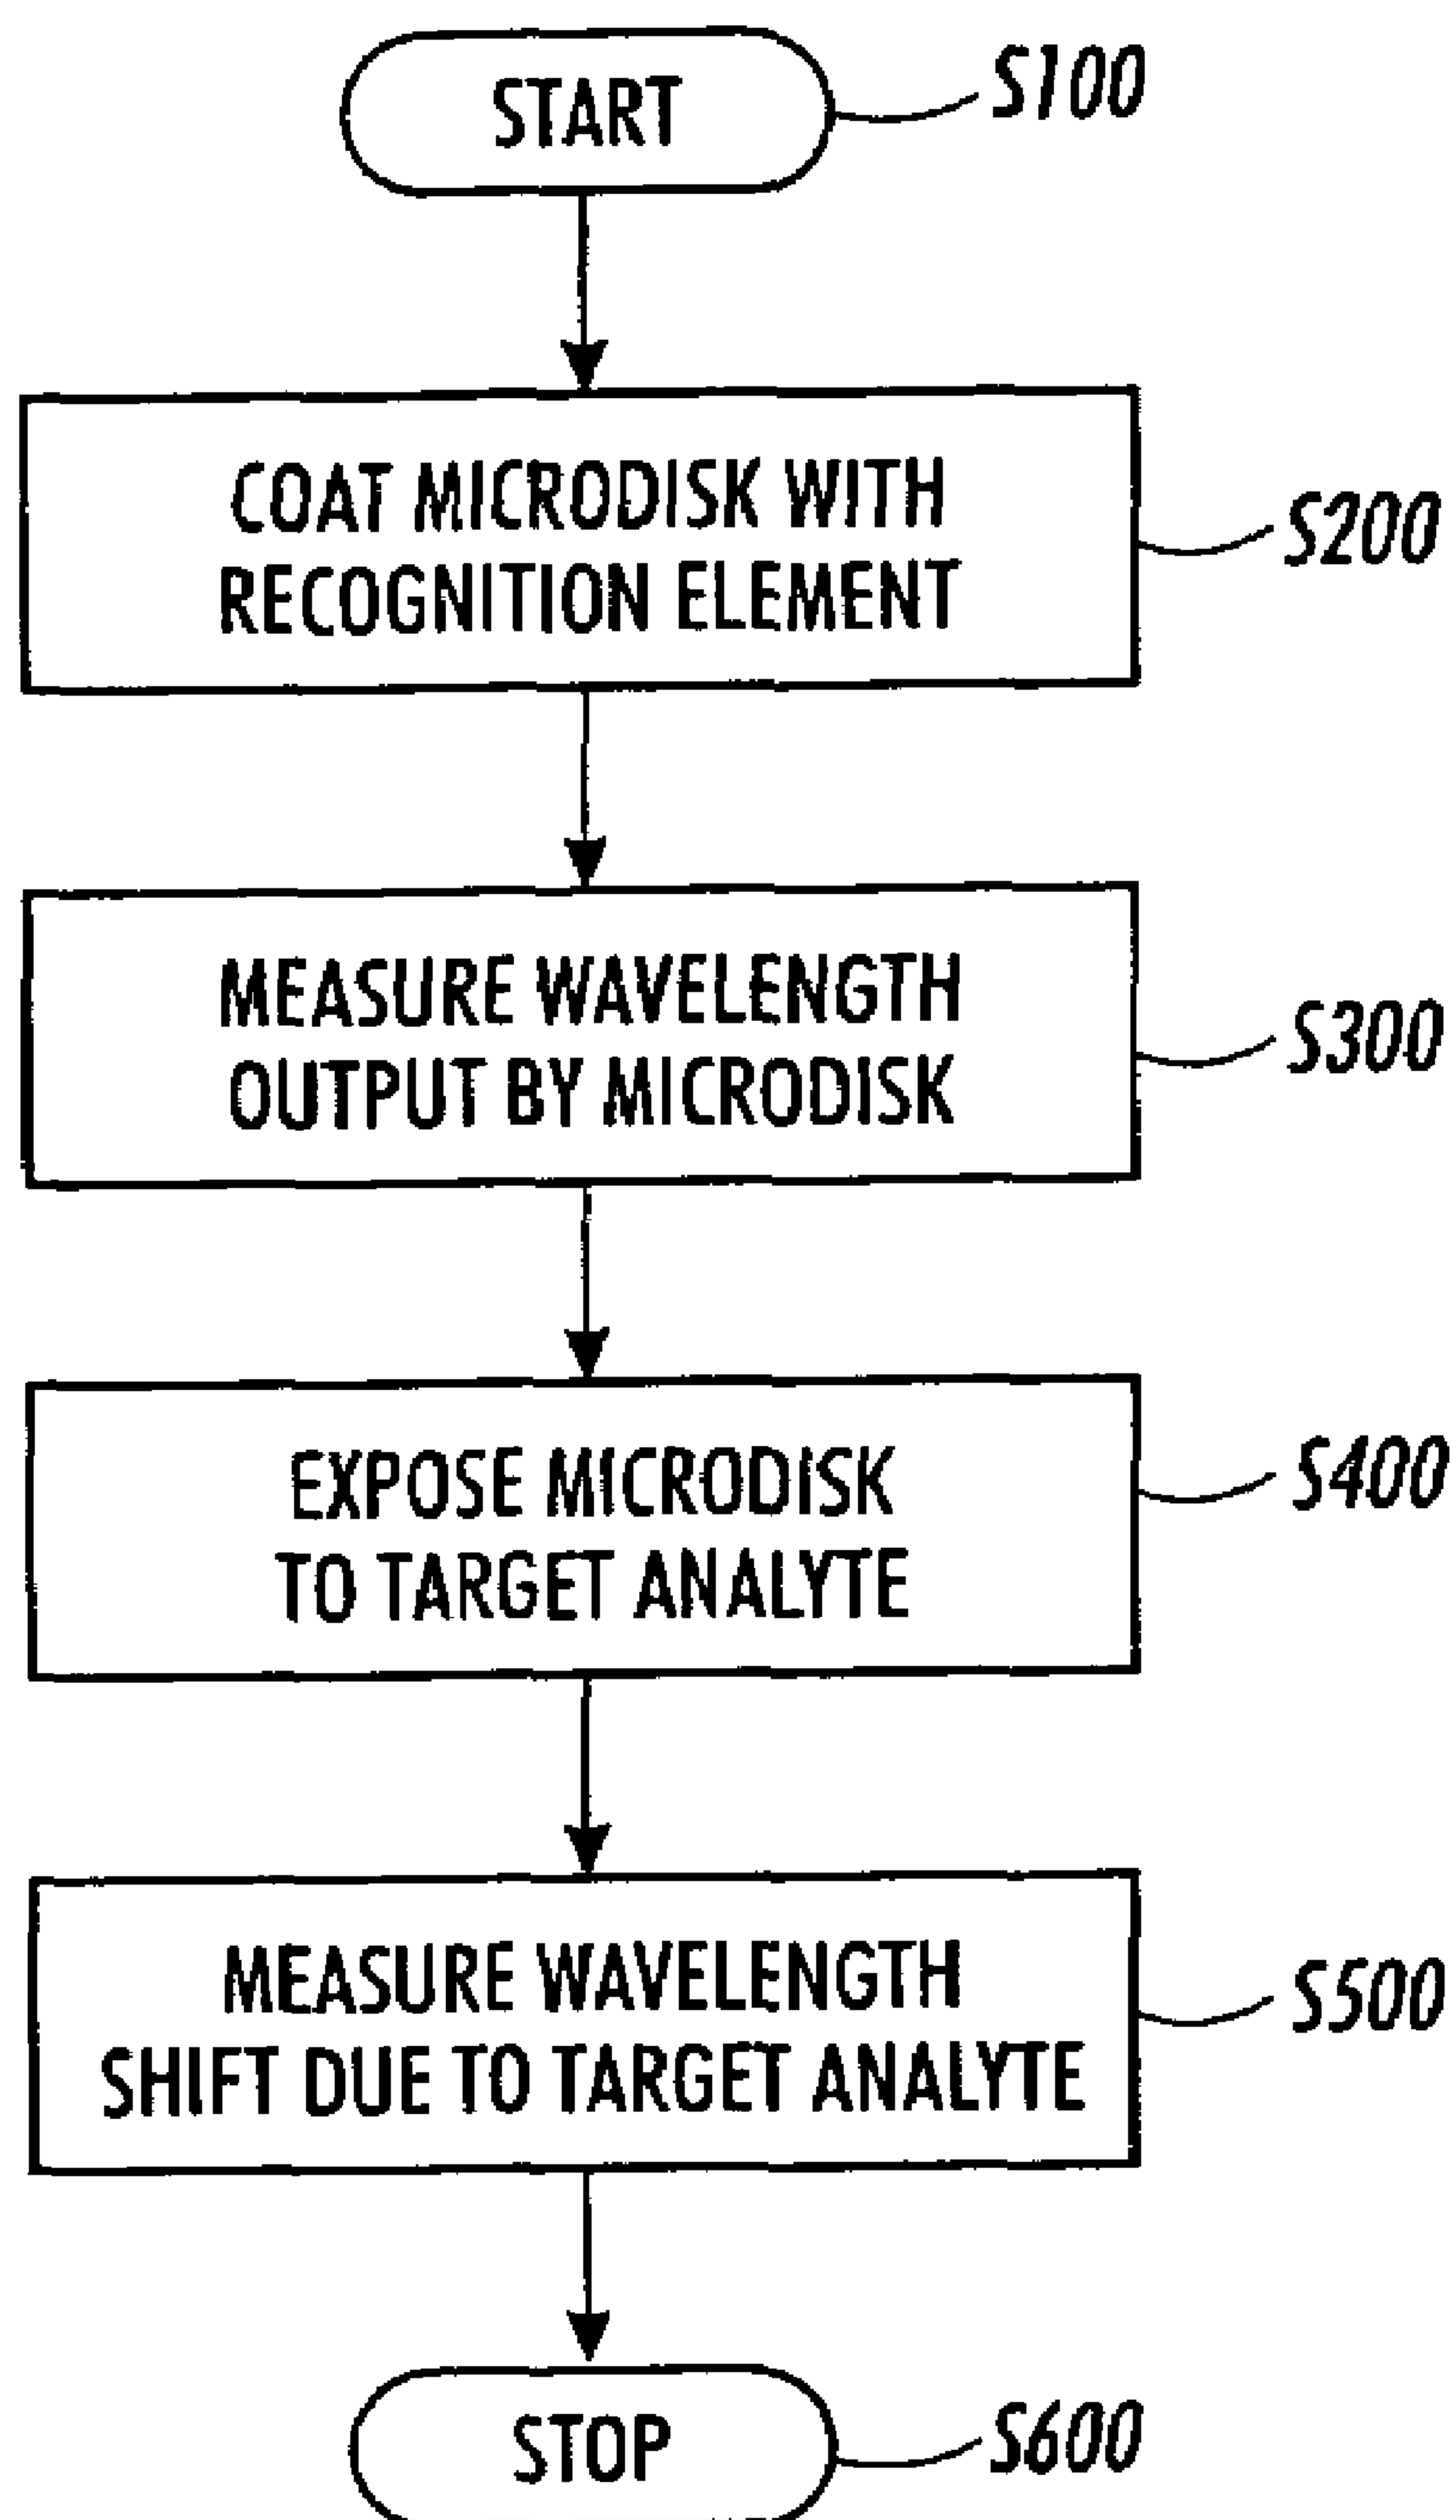 START
S100
COAT MICRODISK WITH
RECOGNITION ELEMENT
S200
MEASURE WAVELENGTH
OUTPUT BY MICRODISK
S300
EXPOSE MICRODISK
TO TARGET ANALYTE
S400
MEASURE WAVELENGTH
SHIFT DUE TO TARGET ANALYTE
S500
STOP
S600